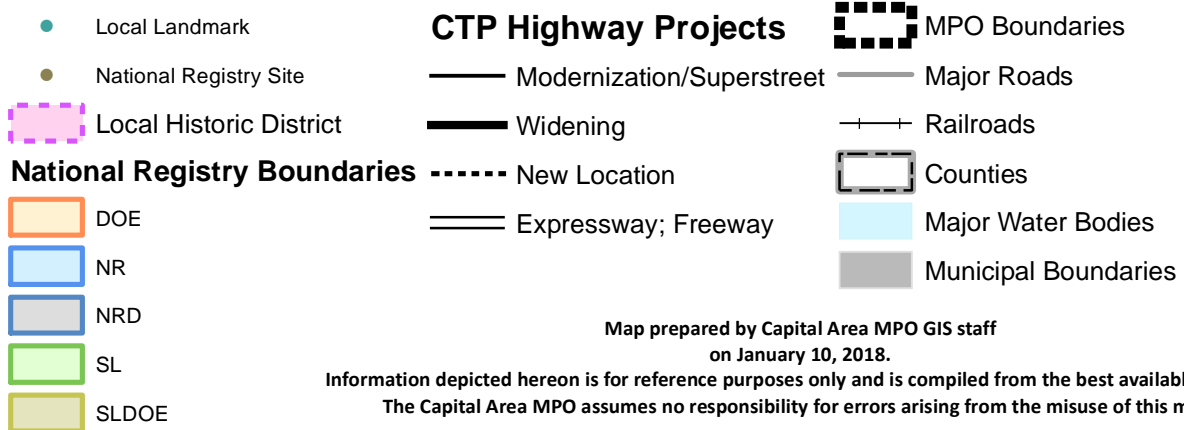 Local Landmark
National Registry Site
Local Historic District
National Registry Boundaries
DOE
NR
NRD
SL
SLDOE
CTP Highway Projects
Modernization/Superstreet
Widening
New Location
Expressway; Freeway
MPO Boundaries
Major Roads
Railroads
Counties
Major Water Bodies
Municipal Boundaries
Map prepared by Capital Area MPO GIS staff
on January 10, 2018.
Information depicted hereon is for reference purposes only and is compiled from the best
The Capital Area MPO assumes no responsibility for errors arising from the misuse of this